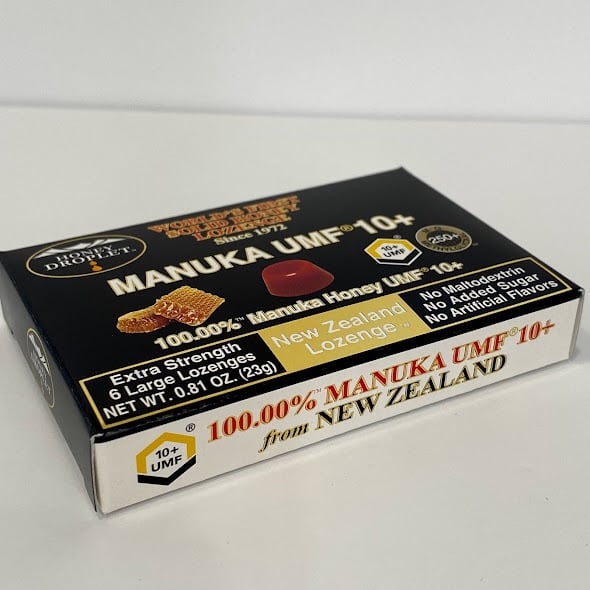 HONEY
DROPLET™
WORLD'S FIRST
SOLID HONEY
LOZENGE
Since 1972
MANUKA UMF® 10+
10+
UMF
®
250+
100.00%™ Manuka Honey UMF® 10+
Extra Strength
6 Large Lozenges
NET WT. 0.81 OZ. (23g)
New Zealand
Lozenge™
No Maltodextrin
No Added Sugar
No Artificial Flavors
10+
UMF
®
100.00%™ MANUKA UMF® 10+
from NEW ZEALAND